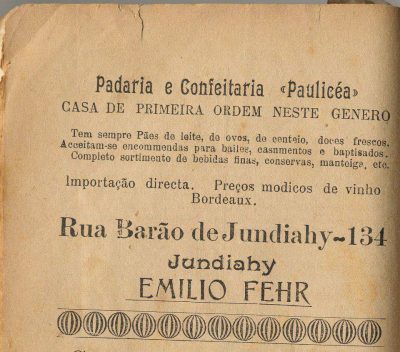 Padaria e Confeitaria «Paulicéa»
CASA DE PRIMEIRA ORDEM NESTE GENERO
Tem sempre Pães de leite, de ovos, de centeio, doces frescos.
Acceitam-se encommendas para bailes, casamentos e baptisados.
Completo sortimento de bebidas finas, conservas, manteiga, etc.
Importação directa. Preços modicos de vinho
Bordeaux.
Rua Barão de Jundiahy-134
Jundiahy
EMILIO FEHR